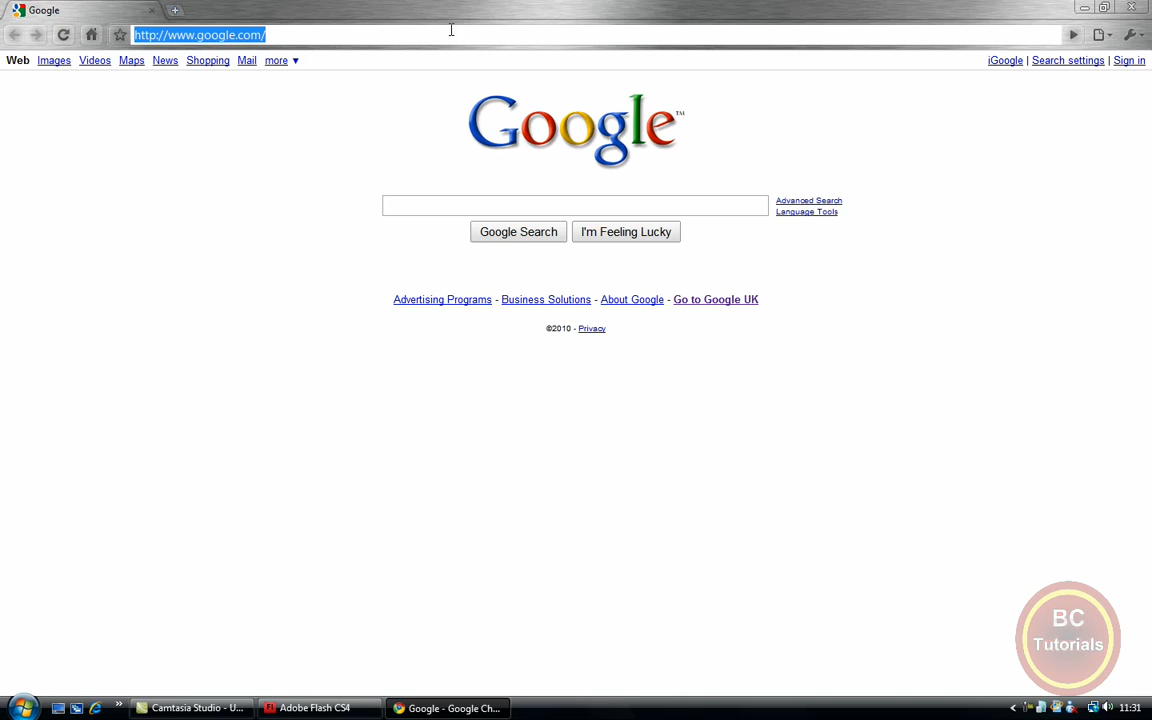 Google
http://www.google.com/
Web Images Videos Maps News Shopping Mail more ▼
iGoogle | Search settings | Sign in
Google™
Advanced Search
Language Tools
Google Search I'm Feeling Lucky
Advertising Programs - Business Solutions - About Google - Go to Google UK
©2010 - Privacy
BC
Tutorials
Camtasia Studio - U... Adobe Flash CS4 Google - Google Ch... 11:31